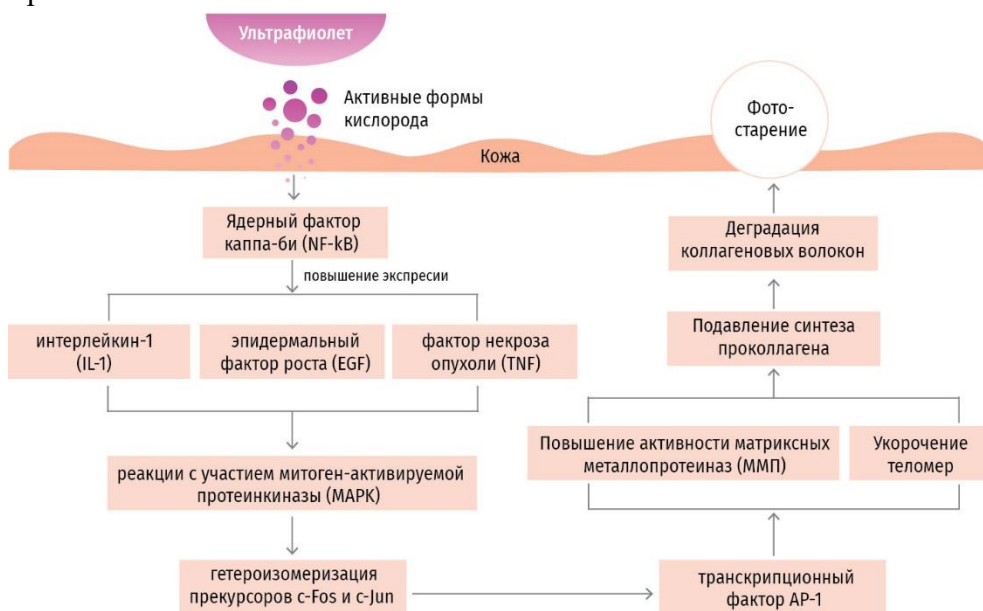 Ультрафиолет
Активные формы
кислорода
Фото-
старение
Кожа
Ядерный фактор
каппа-би (NF-kB)
повышение экспресии
интерлейкин-1
(IL-1)
эпидермальный
фактор роста (EGF)
фактор некроза
опухоли (TNF)
реакции с участием митоген-активируемой
протеинкиназы (MAPK)
гетероизомеризация
прекурсоров c-Fos и c-Jun
транскрипционный
фактор AP-1
Повышение активности матриксных
металлопротеиназ (ММП)
Укорочение
теломер
Подавление синтеза
проколлагена
Деградация
коллагеновых волокон